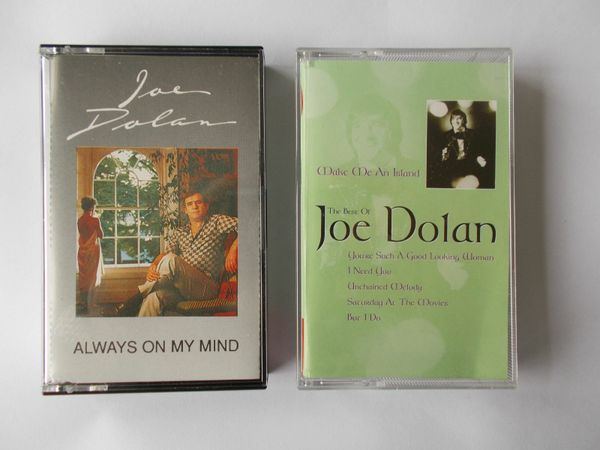 Joe
Dolan
ALWAYS ON MY MIND
Make Me An Island
The Best Of
Joe Dolan
You're Such A Good Looking Woman
I Need You
Unchained Melody
Saturday At The Movies
But I Do